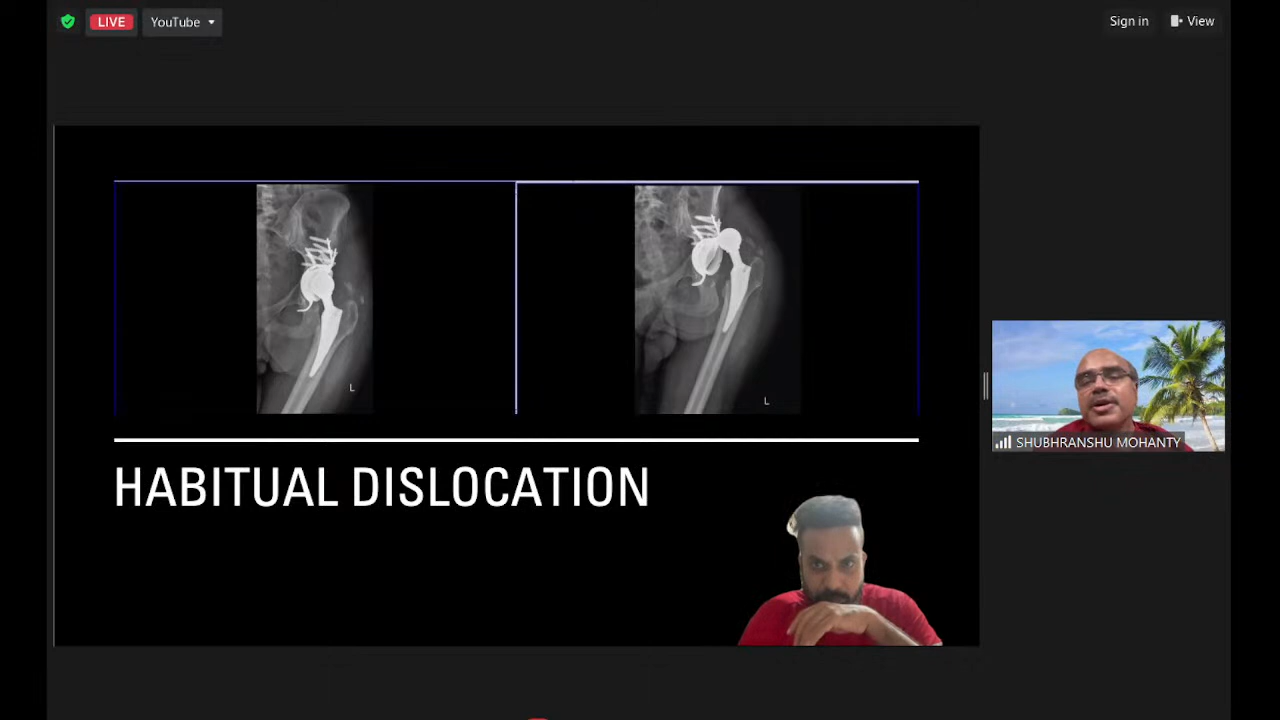 LIVE
YouTube
Sign in
View
L
L
HABITUAL DISLOCATION
SHUBHRANSHU MOHANTY